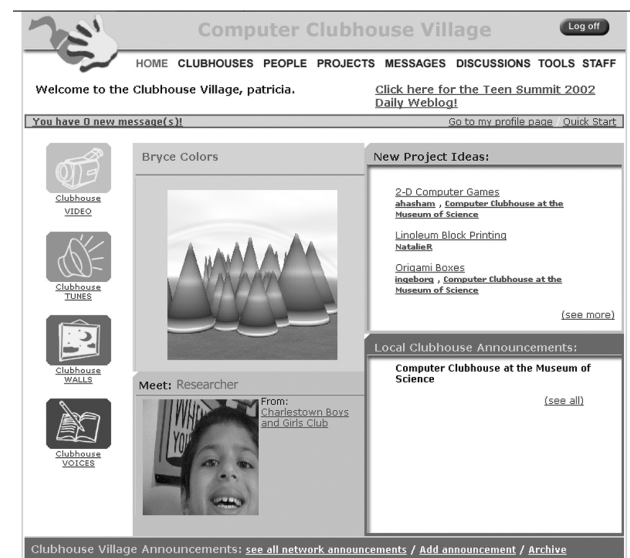 Computer Clubhouse Village
Log off
HOME CLUBHOUSES PEOPLE PROJECTS MESSAGES DISCUSSIONS TOOLS STAFF
Welcome to the Clubhouse Village, patricia.
Click here for the Teen Summit 2002
Daily Weblog!
You have 0 new message(s)!
Go to my profile page / Quick Start
Clubhouse
VIDEO
Clubhouse
TUNES
Clubhouse
WALLS
Clubhouse
VOICES
Bryce Colors
Meet: Researcher
WHEN
YOU
From:
Charlestown Boys
and Girls Club
New Project Ideas:
2-D Computer Games
ahasham , Computer Clubhouse at the
Museum of Science
Linoleum Block Printing
NatalieR
Origami Boxes
ingeborg , Computer Clubhouse at the
Museum of Science
(see more)
Local Clubhouse Announcements:
Computer Clubhouse at the Museum of
Science
(see all)
Clubhouse Village Announcements: see all network announcements / Add announcement / Archive